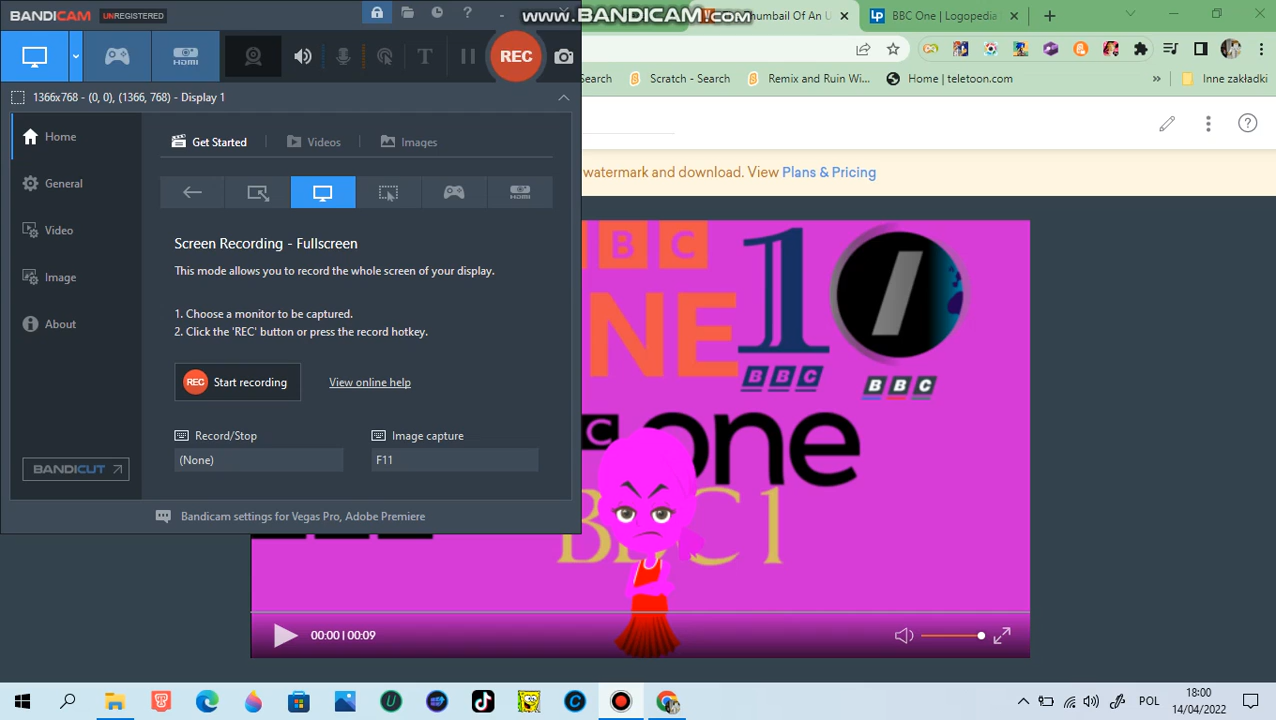 BANDICAM UNREGISTERED
www.BANDICAM.com
humbail Of An U
BBC One | Logopedia
HDMI
T
REC
Search
Scratch - Search
Remix and Ruin Wi...
Home | teletoon.com
»
Inne zakładki
1366x768 - (0, 0), (1366, 768) - Display 1
Home
Get Started
Videos
Images
watermark and download. View Plans & Pricing
General
HDMI
Video
Screen Recording - Fullscreen
This mode allows you to record the whole screen of your display.
Image
1. Choose a monitor to be captured.
2. Click the 'REC' button or press the record hotkey.
About
REC Start recording
View online help
Record/Stop
Image capture
(None)
F11
BANDICUT
Bandicam settings for Vegas Pro, Adobe Premiere
BC
NE
1
BBC
BBC
C one
BBC1
00:00 | 00:09
POL
18:00
14/04/2022